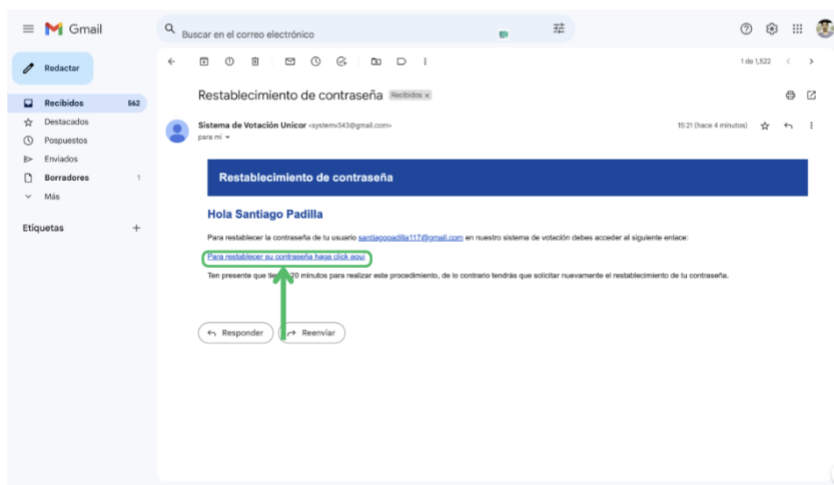 Gmail
Buscar en el correo electrónico
Redactar
1 de 1,522
Recibidos 562
Destacados
Pospuestos
Enviados
Borradores 1
Más
Etiquetas
Restablecimiento de contraseña Recibidos x
Sistema de Votación Unicor <systemv343@gmail.com> 15:21 (hace 4 minutos)
para mí
Restablecimiento de contraseña
Hola Santiago Padilla
Para restablecer la contraseña de tu usuario santiagopadilla117@gmail.com en nuestro sistema de votación debes acceder al siguiente enlace:
Para restablecer su contraseña haga click aqui
Ten presente que 20 minutos para realizar este procedimiento, de lo contrario tendrás que solicitar nuevamente el restablecimiento de tu contraseña.
Responder
Reenviar